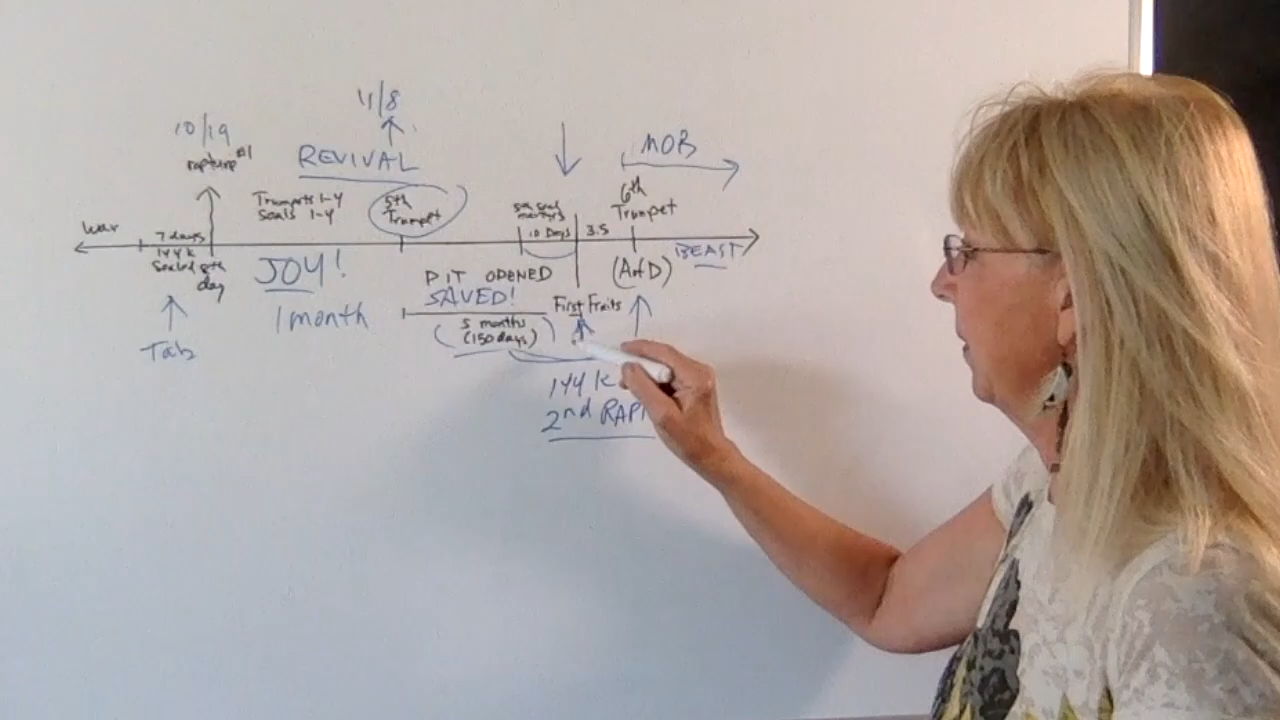 11/8
10/19
rapture #1
REVIVAL
MOB
Trumpets 1-4
Seals 1-4
5th
Trumpet
5th seal
martyrs
6th
Trumpet
War
7 days
10 Days
3.5
144k
Sealed 8th
day
JOY!
PIT OPENED
SAVED!
(AofD)
BEAST
1 month
First Fruits
5 months
(150 days)
Tab
144 k
2nd RAP